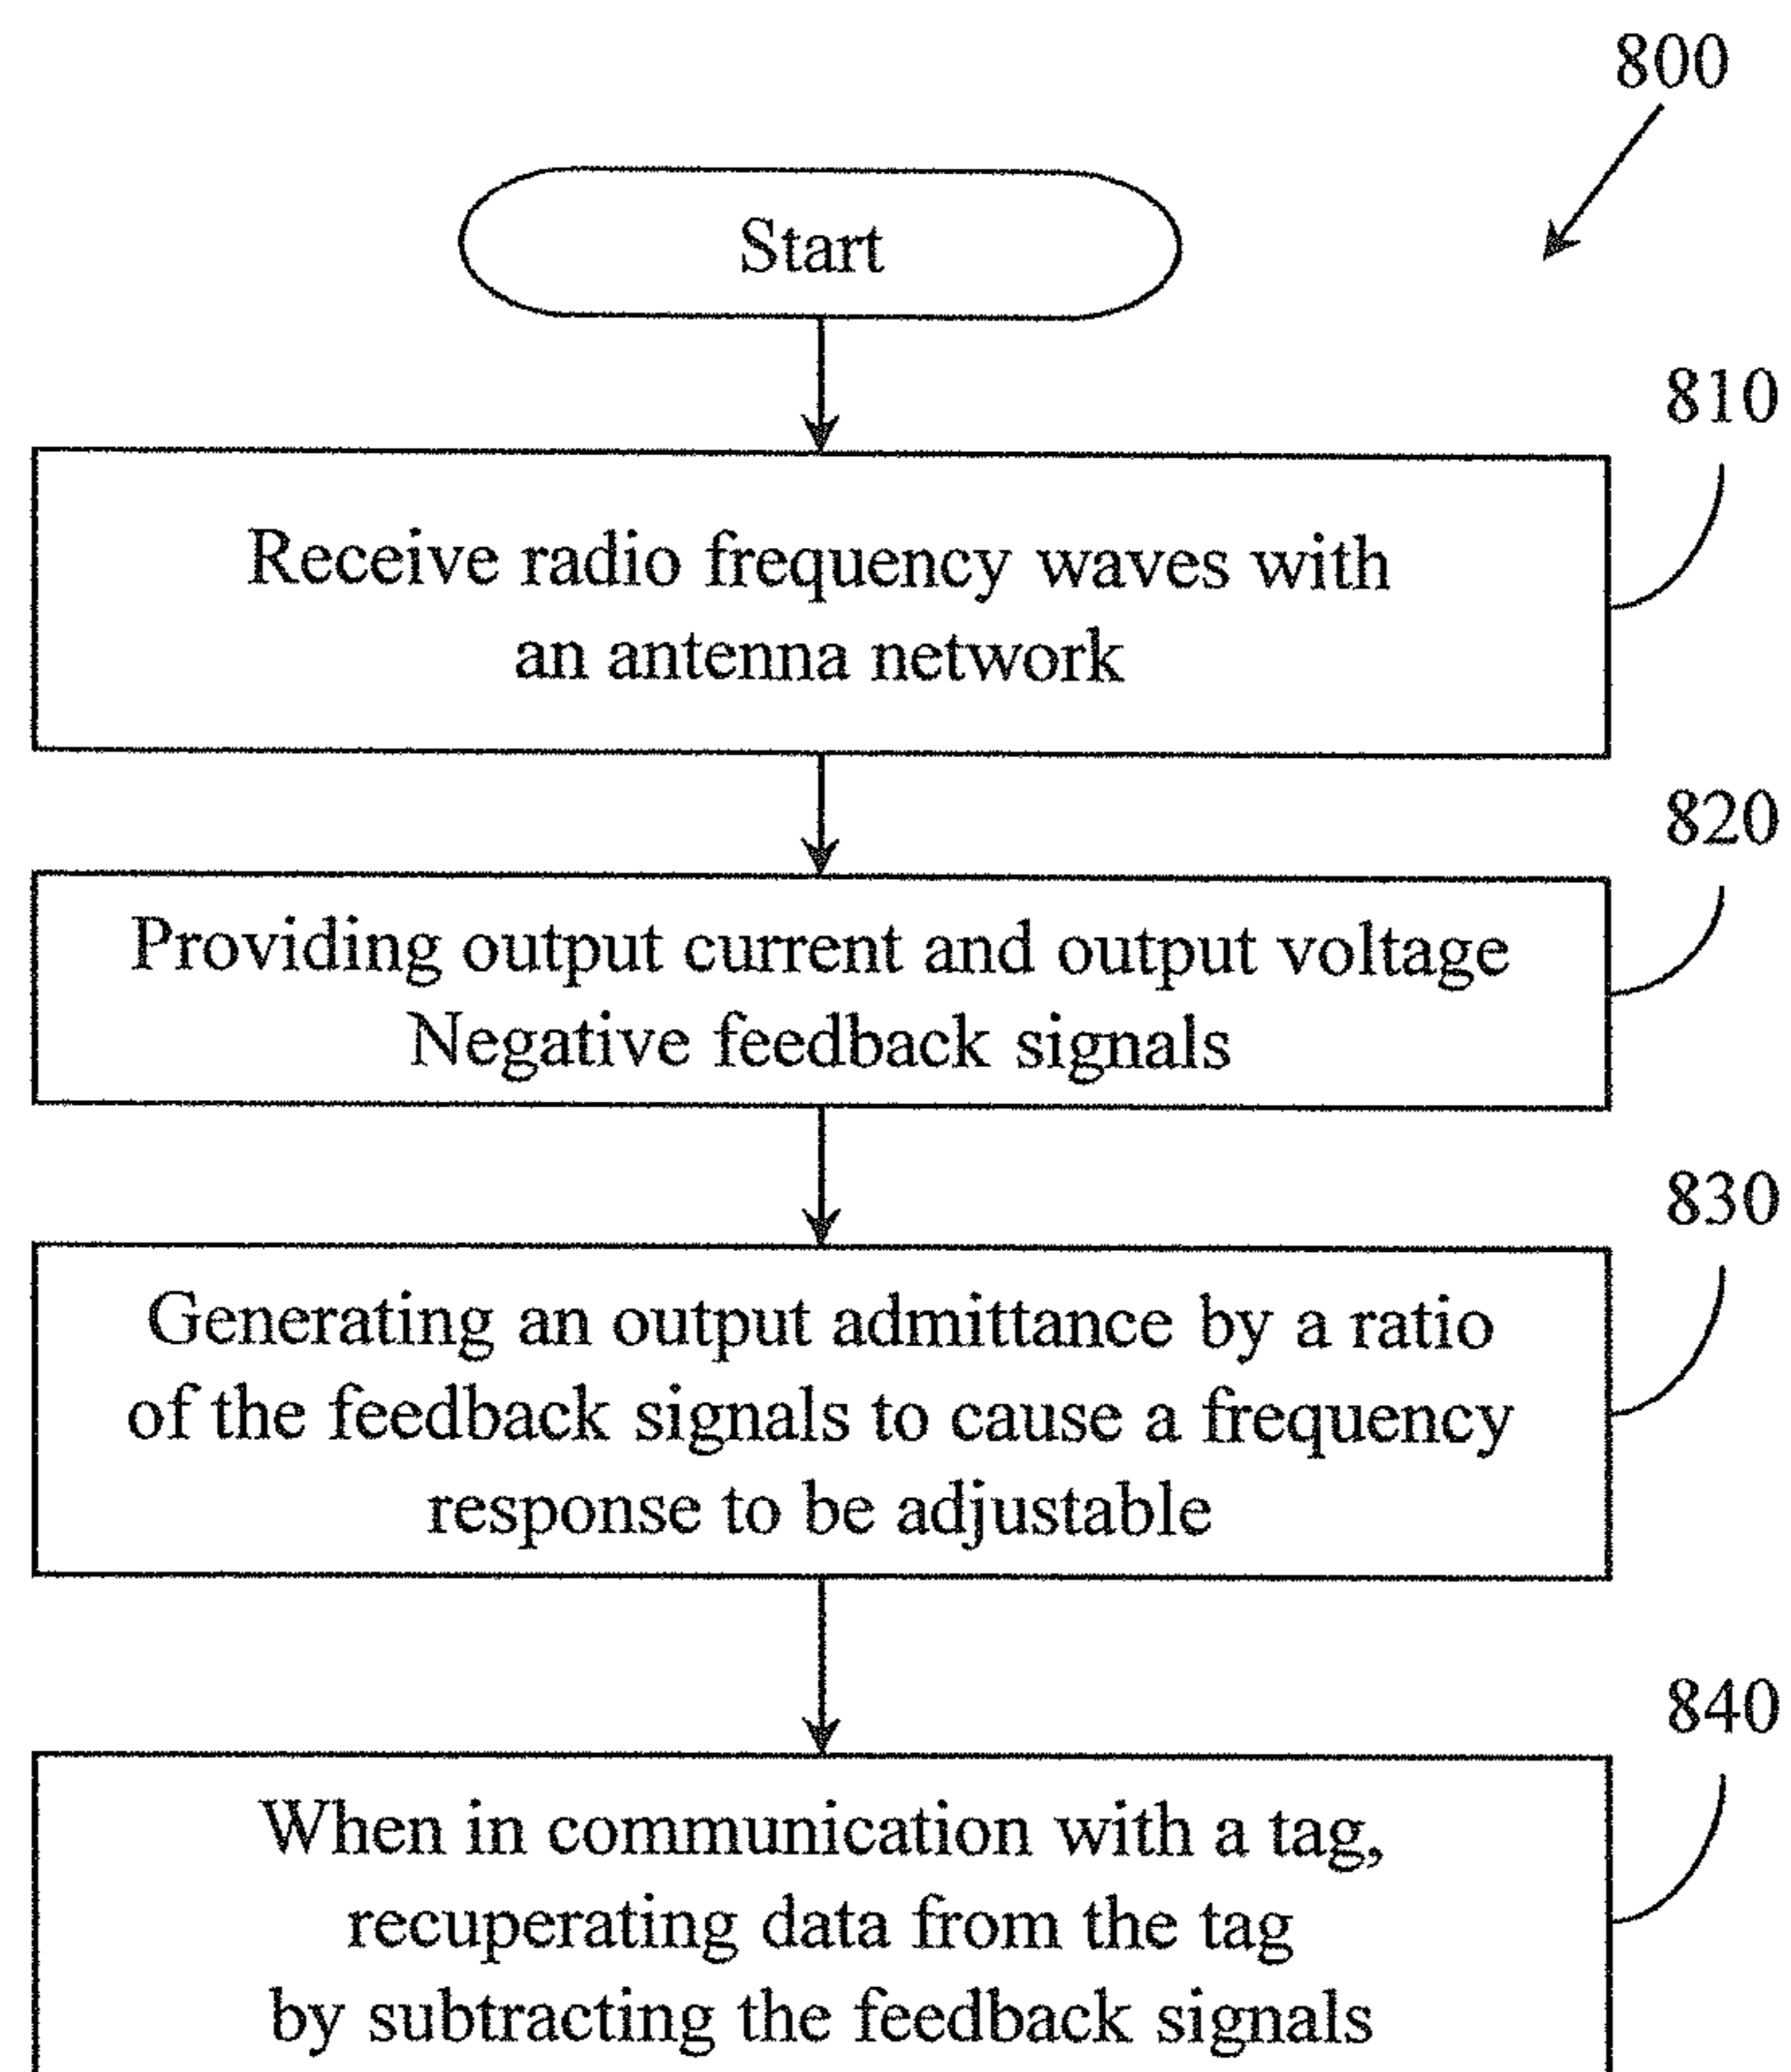 800
Start
810
Receive radio frequency waves with
an antenna network
820
Providing output current and output voltage
Negative feedback signals
830
Generating an output admittance by a ratio
of the feedback signals to cause a frequency
response to be adjustable
840
When in communication with a tag,
recuperating data from the tag
by subtracting the feedback signals